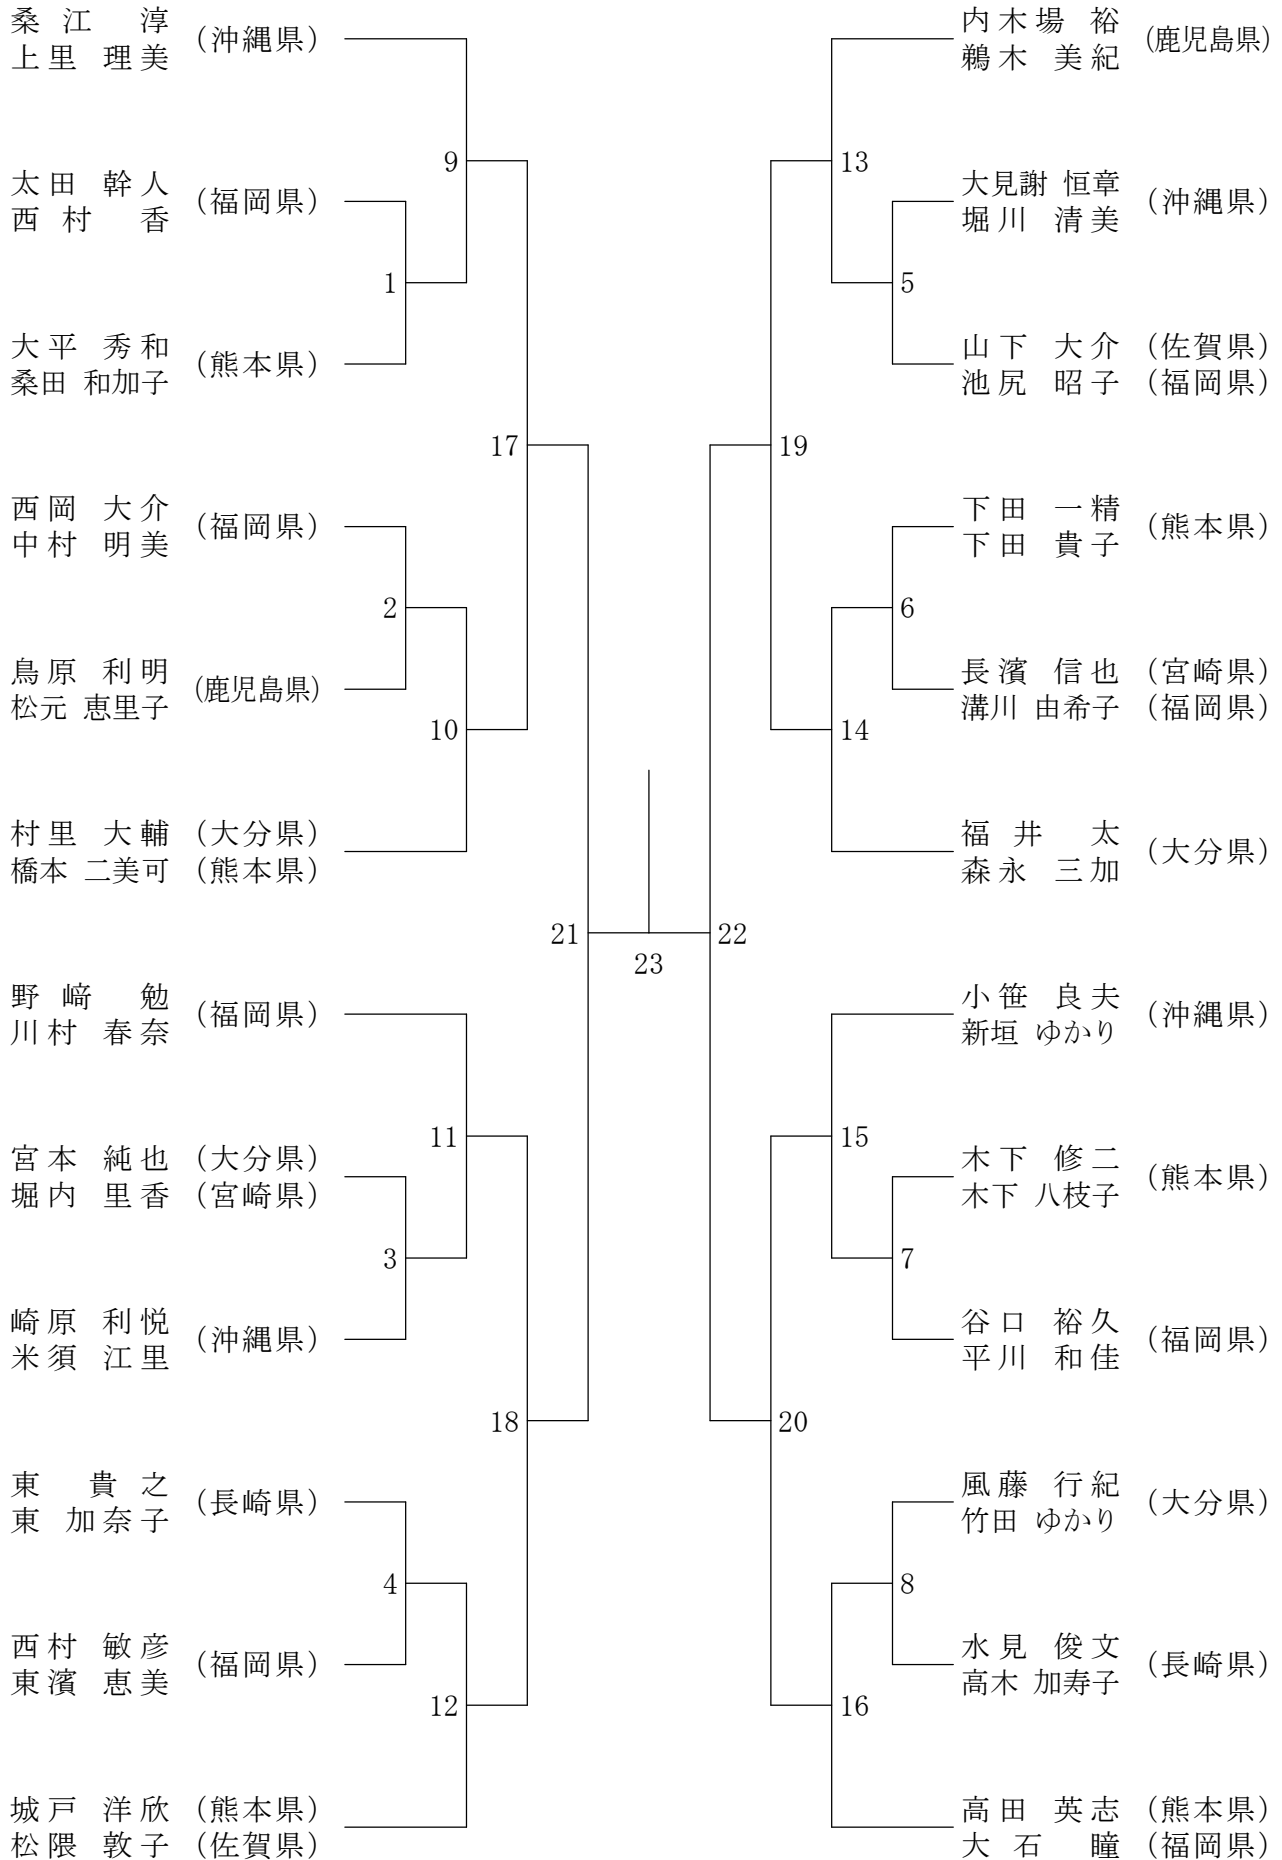 桑江 淳 (沖縄県)
上里 理美
9
太田 幹人 (福岡県)
西村 香
1
大平 秀和 (熊本県)
桑田 和加子
17
西岡 大介 (福岡県)
中村 明美
2
鳥原 利明 (鹿児島県)
松元 恵里子
10
村里 大輔 (大分県)
橋本 二美可 (熊本県)
21
野﨑 勉 (福岡県)
川村 春奈
11
宮本 純也 (大分県)
堀内 里香 (宮崎県)
3
崎原 利悦 (沖縄県)
米須 江里
18
東 貴之 (長崎県)
東 加奈子
4
西村 敏彦 (福岡県)
東濱 恵美
12
城戸 洋欣 (熊本県)
松隈 敦子 (佐賀県)
23
内木場 裕 (鹿児島県)
鵜木 美紀
13
大見謝 恒章 (沖縄県)
堀川 清美
5
山下 大介 (佐賀県)
池尻 昭子 (福岡県)
19
下田 一精 (熊本県)
下田 貴子
6
長濱 信也 (宮崎県)
溝川 由希子 (福岡県)
14
福井 太 (大分県)
森永 三加
22
小笹 良夫 (沖縄県)
新垣 ゆかり
15
木下 修二 (熊本県)
木下 八枝子
7
谷口 裕久 (福岡県)
平川 和佳
20
風藤 行紀 (大分県)
竹田 ゆかり
8
水見 俊文 (長崎県)
高木 加寿子
16
高田 英志 (熊本県)
大石 瞳 (福岡県)